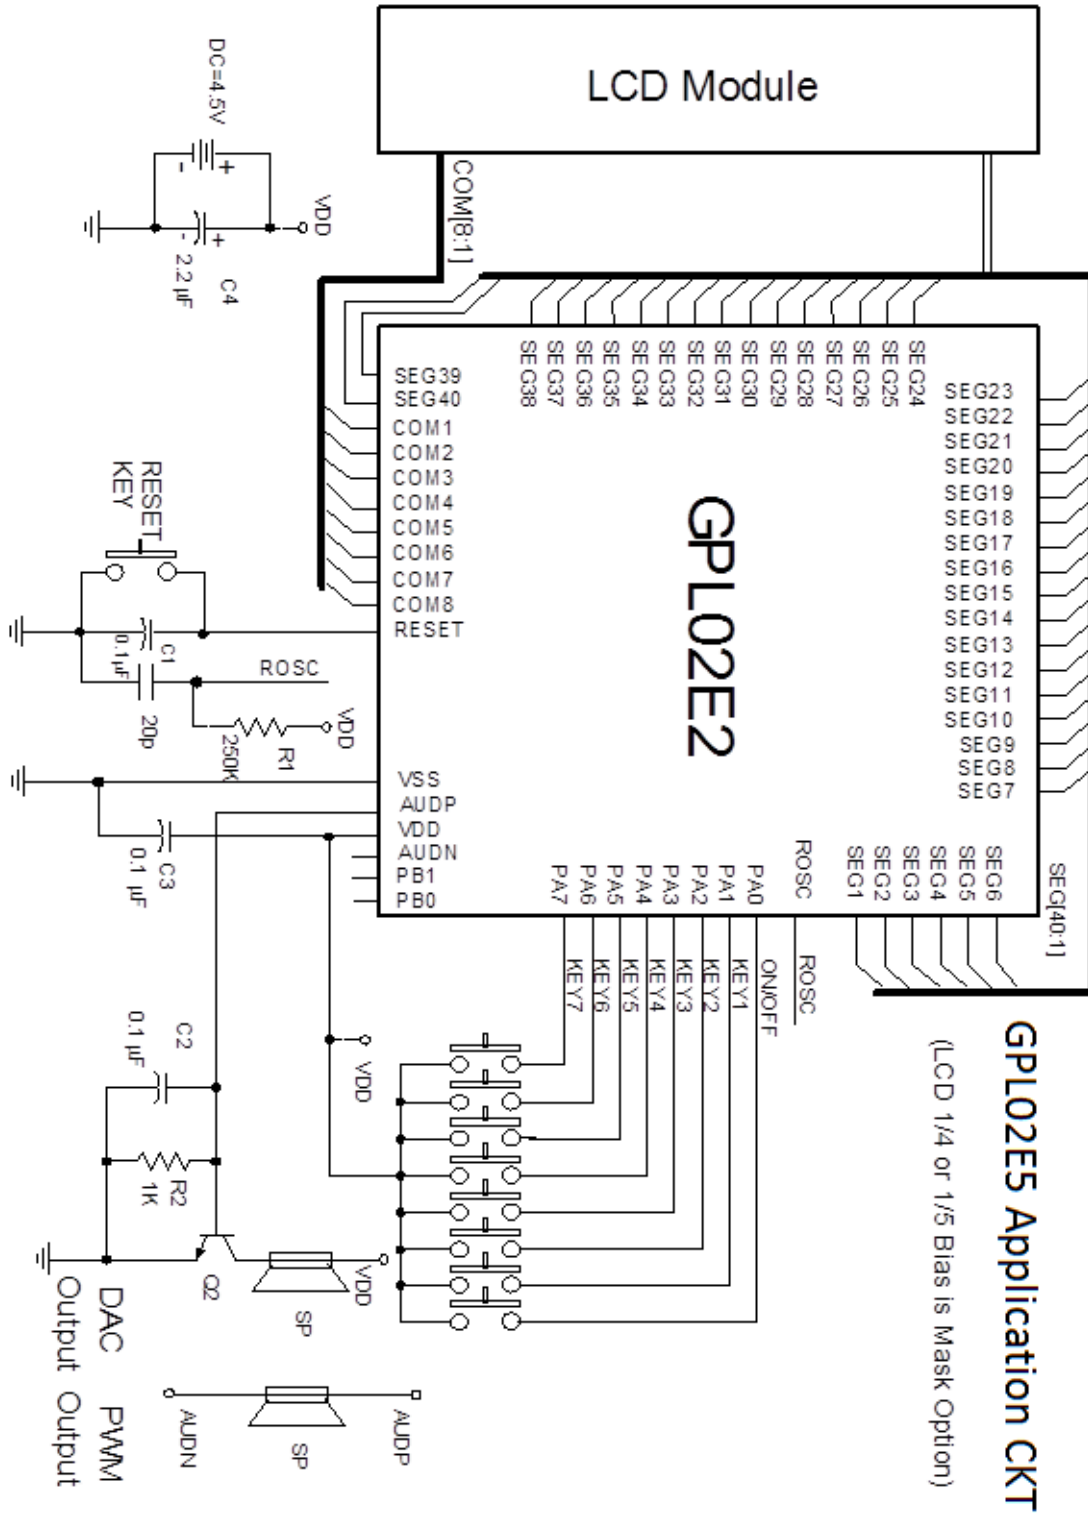 LCD Module
DC=4.5V
-
+
-
+
VDD
2.2 µF
C4
COM[8:1]
SEG38
SEG37
SEG36
SEG35
SEG34
SEG33
SEG32
SEG31
SEG30
SEG29
SEG28
SEG27
SEG26
SEG25
SEG24
SEG39
SEG40
COM1
COM2
COM3
COM4
COM5
COM6
COM7
COM8
RESET
SEG23
SEG22
SEG21
SEG20
SEG19
SEG18
SEG17
SEG16
SEG15
SEG14
SEG13
SEG12
SEG11
SEG10
SEG9
SEG8
SEG7
GPL02E2
RESET
KEY
C1
0.1µF
ROSC
20p
250K
R1
VDD
VSS
AUDP
VDD
AUDN
PB1
PB0
C3
0.1 µF
PA7
PA6
PA5
PA4
PA3
PA2
PA1
PA0
ROSC
SEG1
SEG2
SEG3
SEG4
SEG5
SEG6
SEG[40:1]
KEY7
KEY6
KEY5
KEY4
KEY3
KEY2
KEY1
ON/OFF
ROSC
C2
0.1 µF
VDD
R2
1K
Q2
SP
VDD
DAC
Output
PWM
Output
AUDN
SP
AUDP
GPL02E5 Application CKT
(LCD 1/4 or 1/5 Bias is Mask Option)